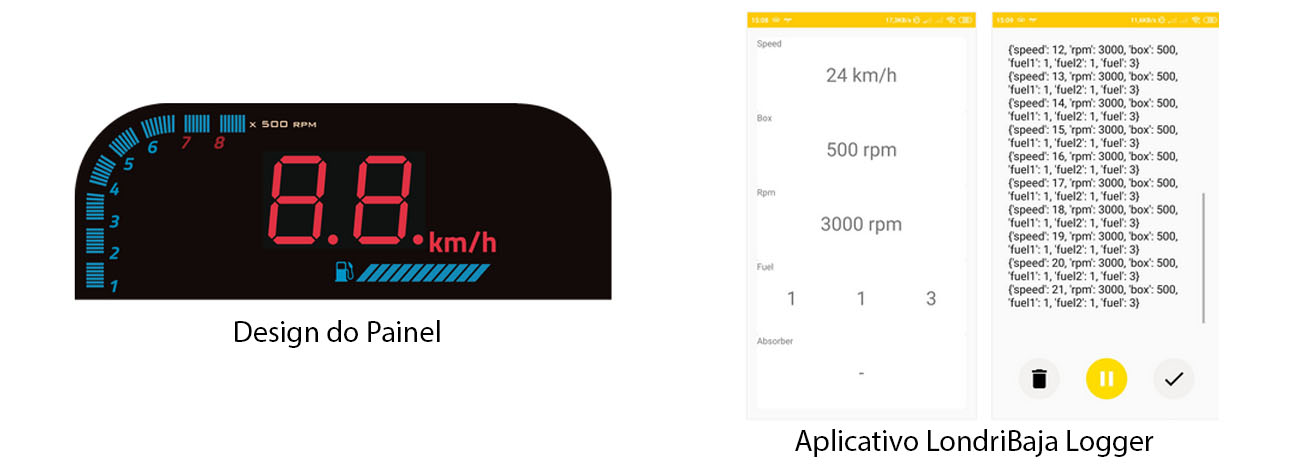 x 500 RPM
1
2
3
4
5
6
7
8
8.8.
km/h
Design do Painel
15:08
17,3KB/s
Speed
24 km/h
Box
500 rpm
Rpm
3000 rpm
Fuel
1 1 3
Absorber
-
15:09
11,6KB/s
{'speed': 12, 'rpm': 3000, 'box': 500,
'fuel1': 1, 'fuel2': 1, 'fuel': 3}
{'speed': 13, 'rpm': 3000, 'box': 500,
'fuel1': 1, 'fuel2': 1, 'fuel': 3}
{'speed': 14, 'rpm': 3000, 'box': 500,
'fuel1': 1, 'fuel2': 1, 'fuel': 3}
{'speed': 15, 'rpm': 3000, 'box': 500,
'fuel1': 1, 'fuel2': 1, 'fuel': 3}
{'speed': 16, 'rpm': 3000, 'box': 500,
'fuel1': 1, 'fuel2': 1, 'fuel': 3}
{'speed': 17, 'rpm': 3000, 'box': 500,
'fuel1': 1, 'fuel2': 1, 'fuel': 3}
{'speed': 18, 'rpm': 3000, 'box': 500,
'fuel1': 1, 'fuel2': 1, 'fuel': 3}
{'speed': 19, 'rpm': 3000, 'box': 500,
'fuel1': 1, 'fuel2': 1, 'fuel': 3}
{'speed': 20, 'rpm': 3000, 'box': 500,
'fuel1': 1, 'fuel2': 1, 'fuel': 3}
{'speed': 21, 'rpm': 3000, 'box': 500,
'fuel1': 1, 'fuel2': 1, 'fuel': 3}
Aplicativo LondriBaja Logger